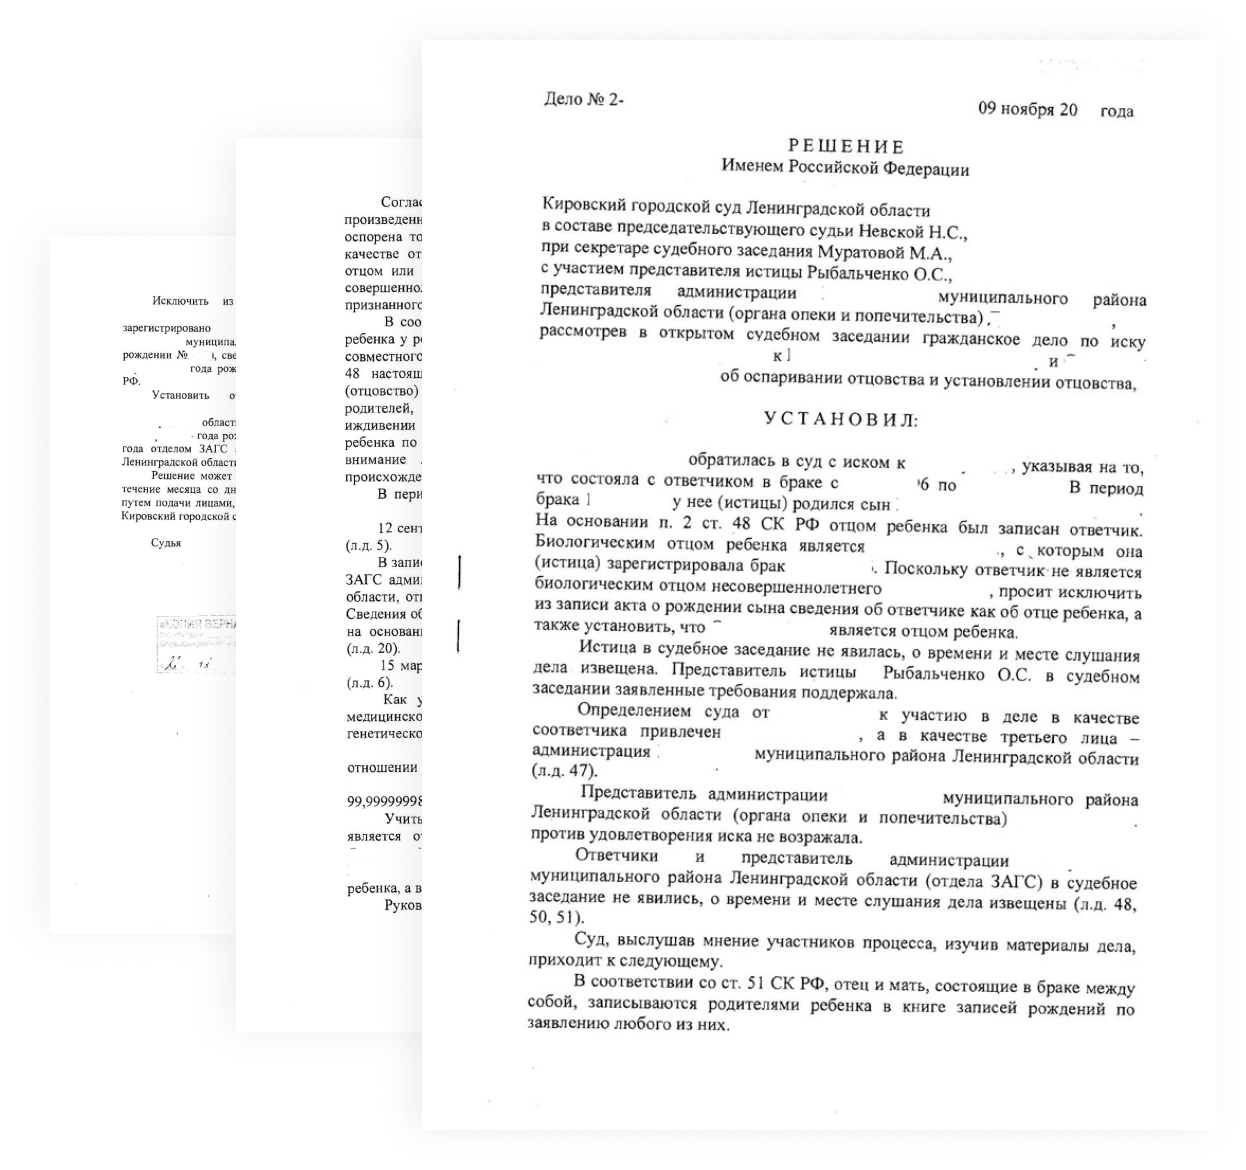 Дело № 2-
09 ноября 20 года
РЕШЕНИЕ
Именем Российской Федерации
Кировский городской суд Ленинградской области
в составе председательствующего судьи Невской Н.С.,
при секретаре судебного заседания Муратовой М.А.,
с участием представителя истицы Рыбальченко О.С.,
представителя администрации муниципального района
Ленинградской области (органа опеки и попечительства) ,
рассмотрев в открытом судебном заседании гражданское дело по иску
к
и
об оспаривании отцовства и установлении отцовства,
УСТАНОВИЛ:
обратилась в суд с иском к , указывая на то,
что состояла с ответчиком в браке с 6 по В период
брака у нее (истицы) родился сын
На основании п. 2 ст. 48 СК РФ отцом ребенка был записан ответчик.
Биологическим отцом ребенка является ., с которым она
(истица) зарегистрировала брак . Поскольку ответчик не является
биологическим отцом несовершеннолетнего , просит исключить
из записи акта о рождении сына сведения об ответчике как об отце ребенка, а
также установить, что является отцом ребенка.
Истица в судебное заседание не явилась, о времени и месте слушания
дела извещена. Представитель истицы Рыбальченко О.С. в судебном
заседании заявленные требования поддержала.
Определением суда от к участию в деле в качестве
соответчика привлечен , а в качестве третьего лица –
администрация муниципального района Ленинградской области
(л.д. 47).
Представитель администрации муниципального района
Ленинградской области (органа опеки и попечительства)
против удовлетворения иска не возражала.
Ответчики и представитель администрации
муниципального района Ленинградской области (отдела ЗАГС) в судебное
заседание не явились, о времени и месте слушания дела извещены (л.д. 48,
50, 51).
Суд, выслушав мнение участников процесса, изучив материалы дела,
приходит к следующему.
В соответствии со ст. 51 СК РФ, отец и мать, состоящие в браке между
собой, записываются родителями ребенка в книге записей рождений по
заявлению любого из них.
Соглас
произведенн
оспорена то
качестве от
отцом или
совершенно
признанного
В соо
ребенка у р
совместного
48 настоящ
(отцовство)
родителей,
иждивении
ребенка по
внимание
происхожде
В пери
12 сент
(л.д. 5).
В запи
ЗАГС адми
области, от
Сведения об
на основан
(л.д. 20).
15 мар
(л.д. 6).
Как у
медицинско
генетическо
отношении
99,9999999
Учить
является о
ребенка, а в
Руков
Исключить из
зарегистрировано
муниципал
рождении № ), све
года рож
РФ.
Установить о
област
года ро
года отделом ЗАГС
Ленинградской области
Решение может
течение месяца со дн
путем подачи лицами,
Кировский городской с
Судья
«КОПИЯ ВЕРНА